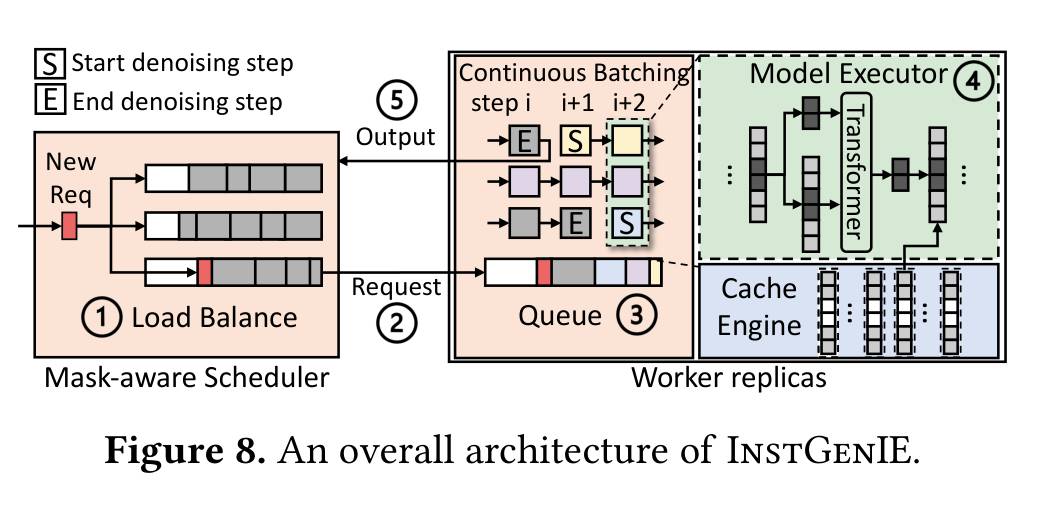 S Start denoising step
E End denoising step
New
Req
1 Load Balance
Mask-aware Scheduler
5
Output
Request
2
Continuous Batching
step i i+1 i+2
E S
E S
Queue 3
Model Executor 4
Transformer
Cache
Engine
Worker replicas
Figure 8. An overall architecture of INSTGENIE.